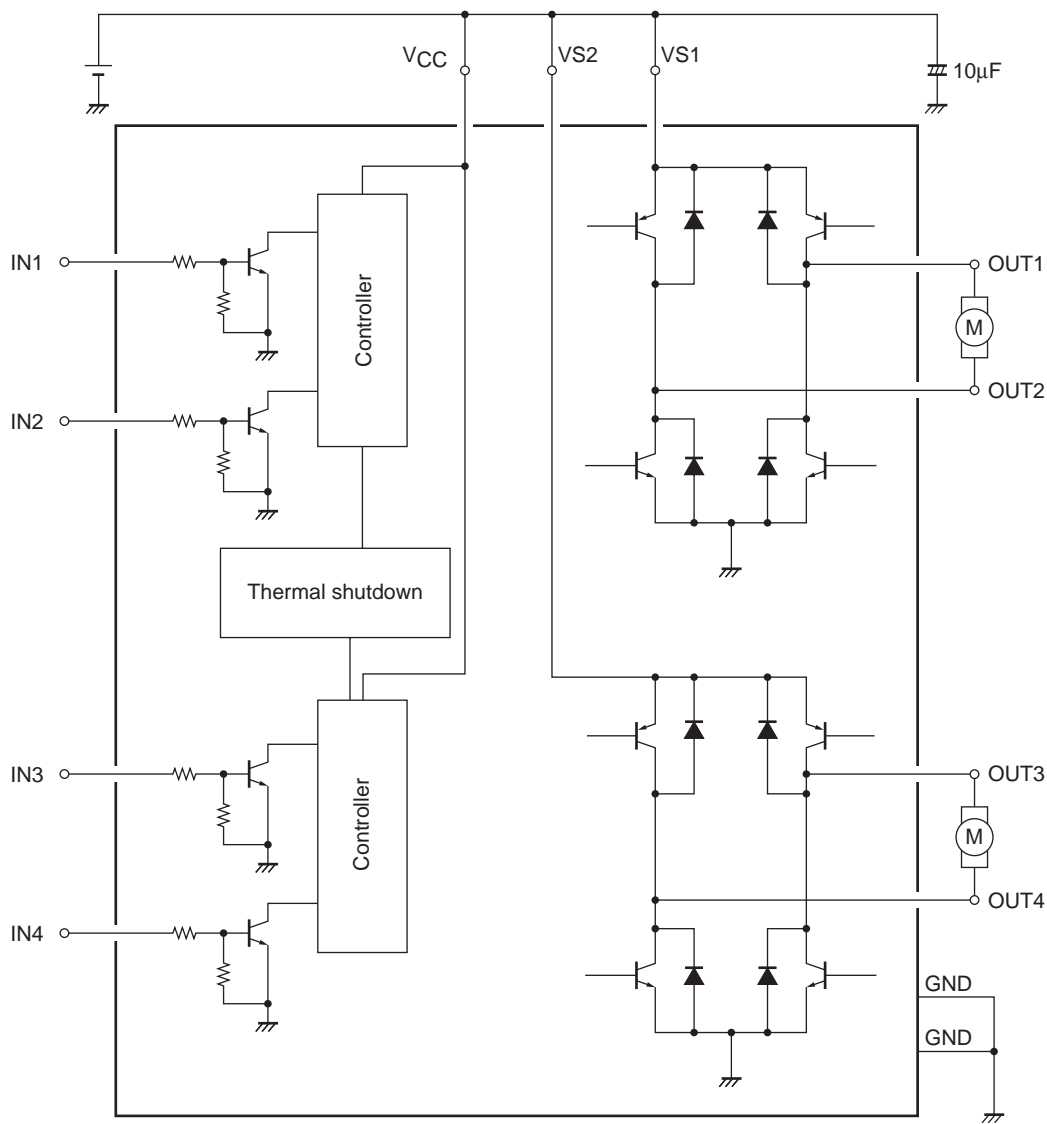 VCC
VS2
VS1
10μF
IN1
Controller
OUT1
M
IN2
OUT2
Thermal shutdown
IN3
Controller
OUT3
M
IN4
OUT4
GND
GND